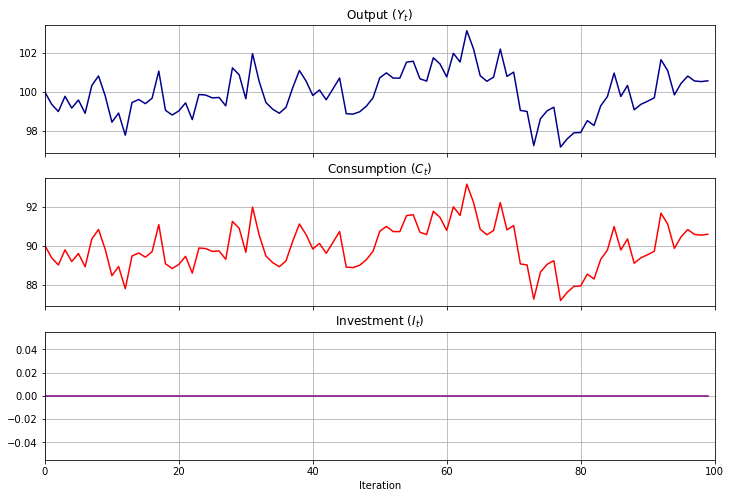 Output (Y_t)
102
100
98
Consumption (C_t)
92
90
88
Investment (I_t)
0.04
0.02
0.00
−0.02
−0.04
0 20 40 60 80 100
Iteration